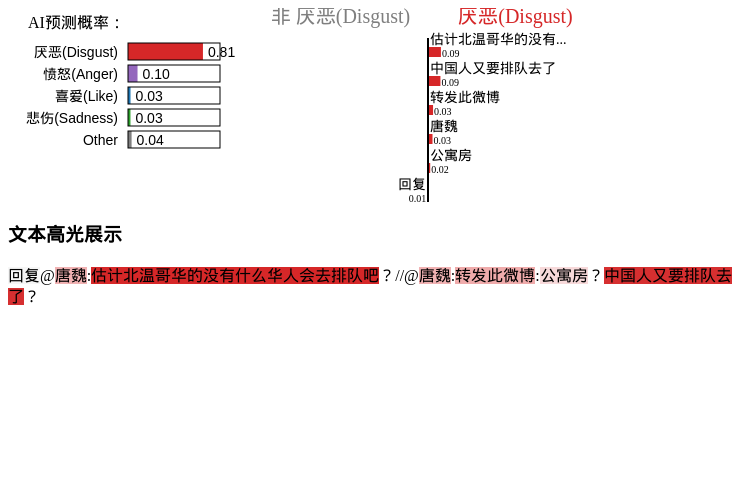 AI预测概率：
厌恶(Disgust) 0.81
愤怒(Anger) 0.10
喜爱(Like) 0.03
悲伤(Sadness) 0.03
Other 0.04
非 厌恶(Disgust) 厌恶(Disgust)
估计北温哥华的没有...
0.09
中国人又要排队去了
0.09
转发此微博
0.03
唐魏
0.03
公寓房
0.02
回复
0.01
文本高光展示
回复@唐魏:估计北温哥华的没有什么华人会去排队吧？//@唐魏:转发此微博:公寓房？中国人又要排队去
了？